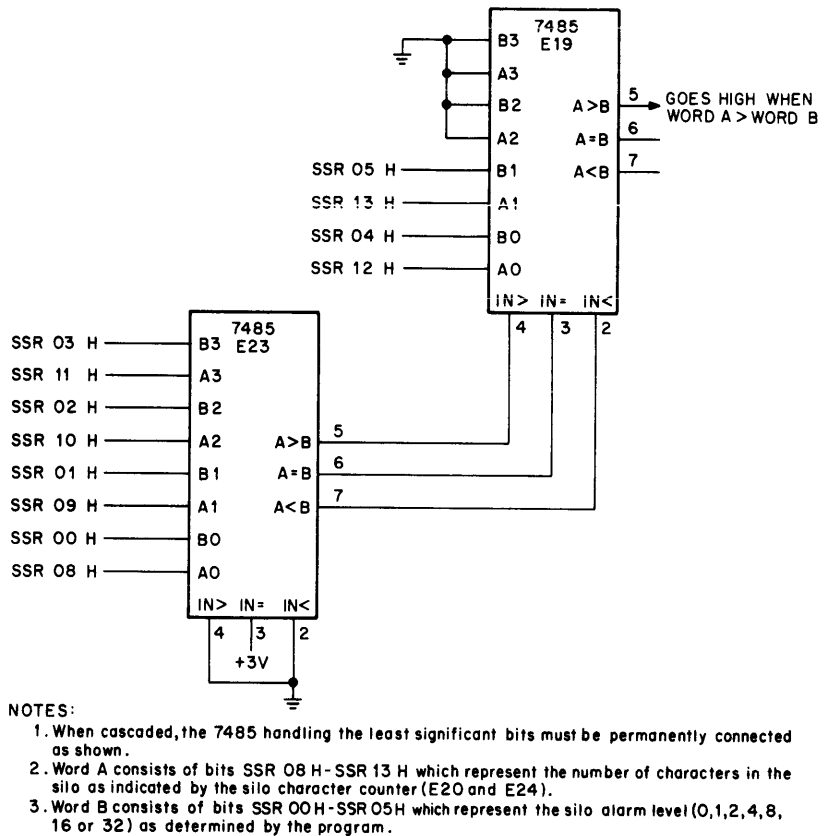 7485
E19
B3
A3
B2
A2
B1
A1
B0
A0
A>B 5
A=B 6
A<B 7
GOES HIGH WHEN
WORD A > WORD B
SSR 05 H
SSR 13 H
SSR 04 H
SSR 12 H
IN> IN= IN<
4 3 2
7485
E23
SSR 03 H B3
SSR 11 H A3
SSR 02 H B2
SSR 10 H A2
SSR 01 H B1
SSR 09 H A1
SSR 00 H B0
SSR 08 H A0
A>B 5
A=B 6
A<B 7
IN> IN= IN<
4 3 2
+3V
NOTES:
1. When cascaded, the 7485 handling the least significant bits must be permanently connected
as shown.
2. Word A consists of bits SSR 08 H-SSR 13 H which represent the number of characters in the
silo as indicated by the silo character counter (E20 and E24).
3. Word B consists of bits SSR 00H-SSR 05H which represent the silo alarm level (0,1,2,4,8,
16 or 32) as determined by the program.